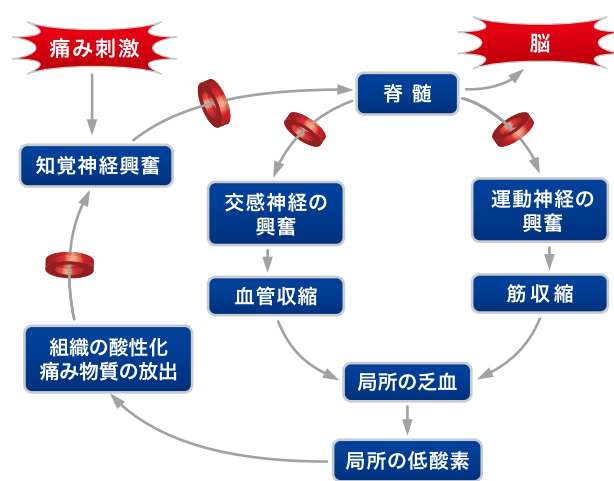 痛み刺激
脳
脊髄
知覚神経興奮
交感神経の
興奮
運動神経の
興奮
血管収縮
筋収縮
組織の酸性化
痛み物質の放出
局所の乏血
局所の低酸素